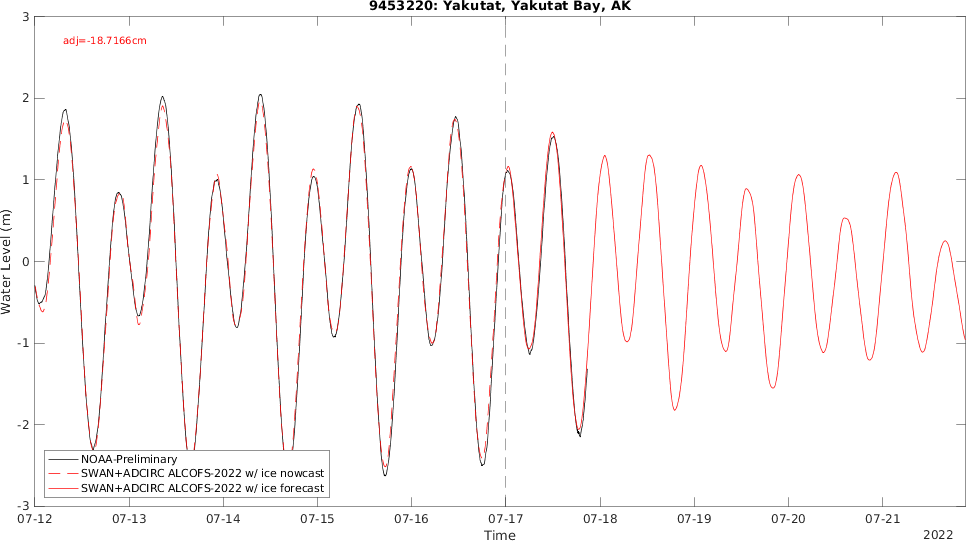 9453220: Yakutat, Yakutat Bay, AK
3
adj=-18.7166cm
2
1
0
-1
-2
-3
Water Level (m)
NOAA-Preliminary
SWAN+ADCIRC ALCOFS-2022 w/ ice nowcast
SWAN+ADCIRC ALCOFS-2022 w/ ice forecast
07-12 07-13 07-14 07-15 07-16 07-17 07-18 07-19 07-20 07-21
Time
2022